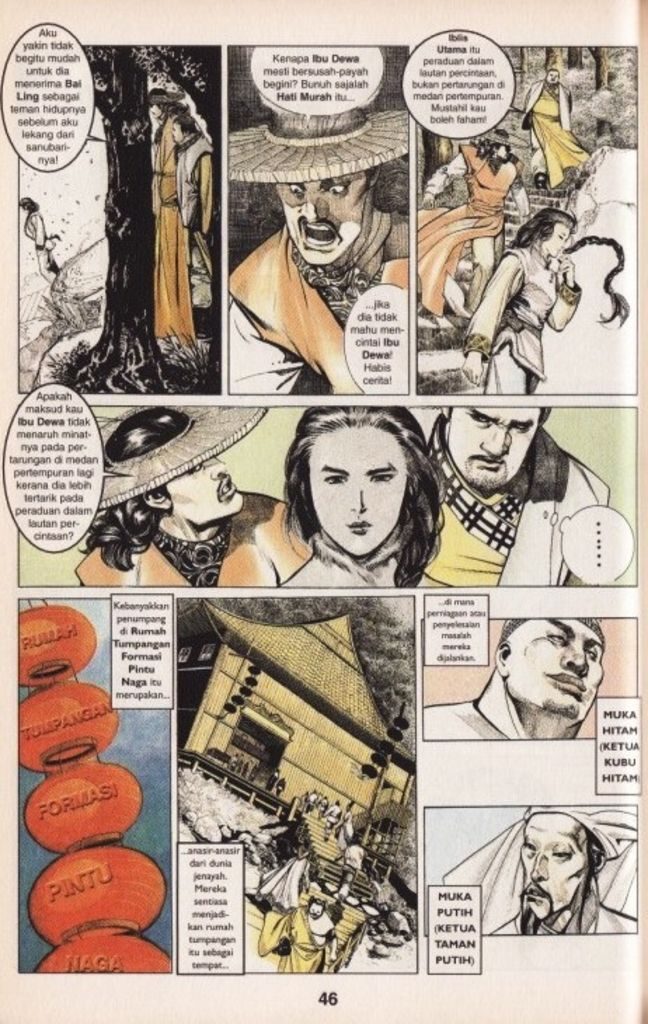 Aku
yakin tidak
begitu mudah
untuk dia
menerima Bai
Ling sebagai
teman hidupnya
sebelum aku
lekang dari
sanubari-
nya!
Kenapa Ibu Dewa
mesti bersusah-payah
begini? Bunuh sajalah
Hati Murah itu...
...jika
dia tidak
mahu men-
cintai Ibu
Dewa!
Habis
cerita!
Iblis
Utama itu
peraduan dalam
lautan percintaan,
bukan pertarungan di
medan pertempuran.
Mustahil kau
boleh faham!
Apakah
maksud kau
Ibu Dewa tidak
menaruh minat-
nya pada per-
tarungan di medan
pertempuran lagi
kerana dia lebih
tertarik pada
peraduan dalam
lautan per-
cintaan?
......
RUMAH
TUMPANGAN
FORMASI
PINTU
NAGA
Kebanyakkan
penumpang
di Rumah
Tumpangan
Formasi
Pintu
Naga itu
merupakan...
...anasir-anasir
dari dunia
jenayah.
Mereka
sentiasa
menjadi-
kan rumah
tumpangan
itu sebagai
tempat...
...di mana
perniagaan atau
penyelesaian
masalah
mereka
dijalankan.
MUKA
HITAM
(KETUA
KUBU
HITAM)
MUKA
PUTIH
(KETUA
TAMAN
PUTIH)
46